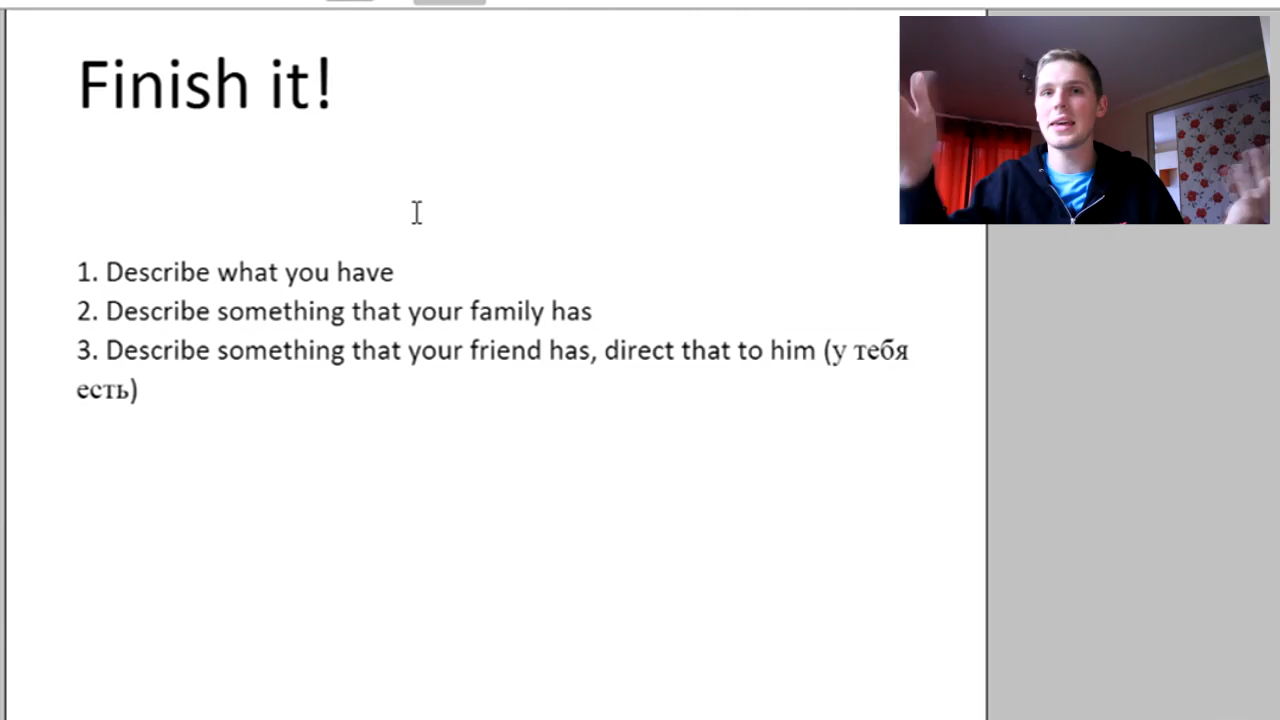 Finish it!
1. Describe what you have
2. Describe something that your family has
3. Describe something that your friend has, direct that to him (у тебя
есть)